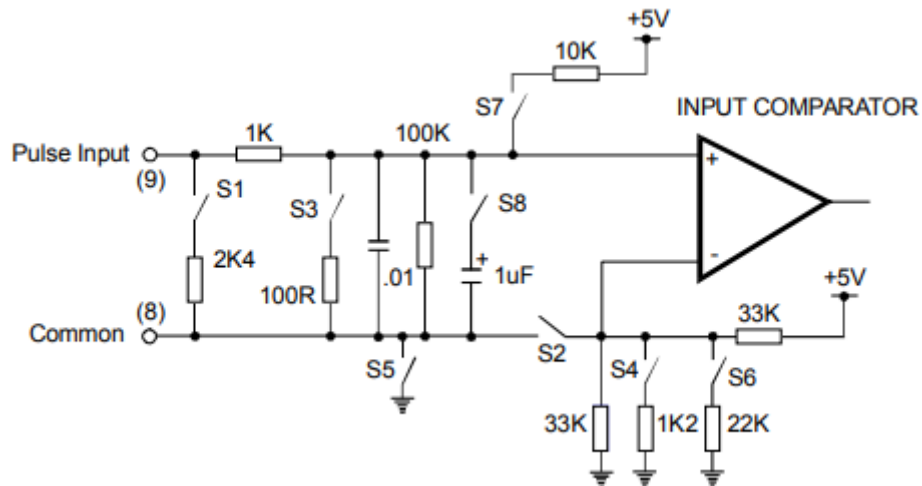 +5V
10K
INPUT COMPARATOR
S7
1K
100K
Pulse Input
(9)
+
S1
S3
S8
2K4
100R
.01
+
1uF
-
+5V
(8)
Common
33K
S2
S5
S4
S6
33K
1K2
22K